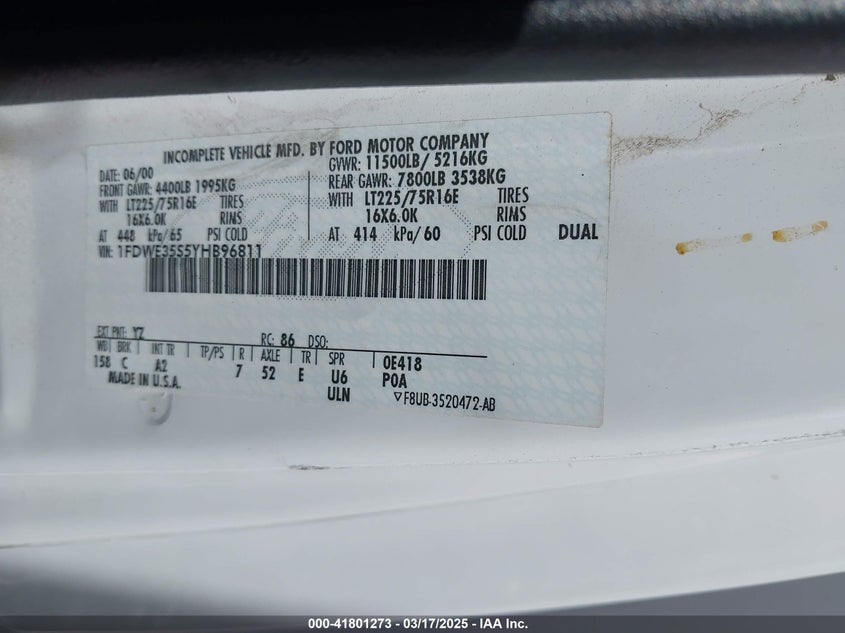 INCOMPLETE VEHICLE MFD. BY FORD MOTOR COMPANY
DATE: 06/00
GVWR: 11500LB/ 5216KG
FRONT GAWR: 4400LB 1995KG
REAR GAWR: 7800LB 3538KG
WITH LT225/75R16E TIRES
WITH LT225/75R16E TIRES
16X6.0K RIMS
16X6.0K RIMS
AT 448 kPa/65 PSI COLD
AT 414 kPa/60 PSI COLD DUAL
VIN: 1FDWE35S5YHB96811
EXT PNT: YZ RC: 86 DSO:
WB BRK INT TR TP/PS R AXLE TR SPR 0E418
158 C A2 7 52 E U6 POA
MADE IN U.S.A. ULN ▽F8UB-3520472-AB
000-41801273 - 03/17/2025 - IAA Inc.